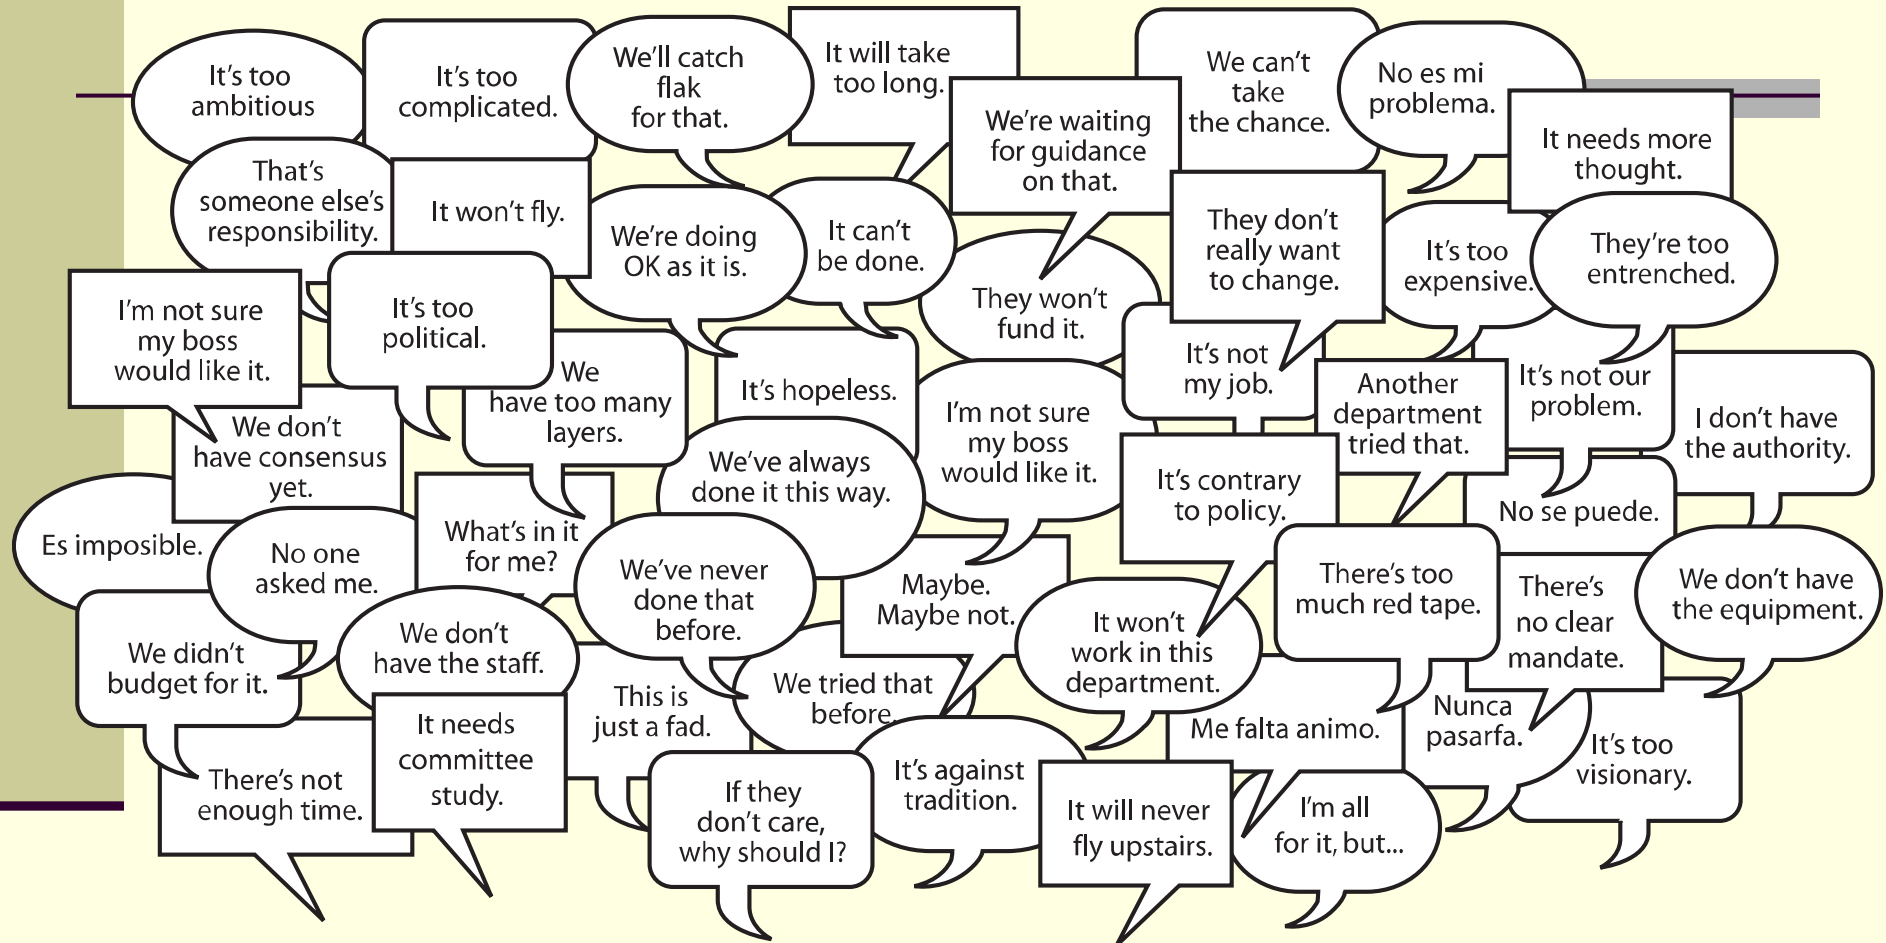 It's too
ambitious
It's too
complicated.
We'll catch
flak
for that.
It will take
too long.
We're waiting
for guidance
on that.
We can't
take
the chance.
No es mi
problema.
It needs more
thought.
That's
someone else's
responsibility.
It won't fly.
We're doing
OK as it is.
It can't
be done.
They won't
fund it.
They don't
really want
to change.
It's too
expensive.
They're too
entrenched.
I'm not sure
my boss
would like it.
It's too
political.
We
have too many
layers.
It's hopeless.
I'm not sure
my boss
would like it.
It's not
my job.
Another
department
tried that.
It's not our
problem.
I don't have
the authority.
We don't
have consensus
yet.
We've always
done it this way.
It's contrary
to policy.
No se puede.
Es imposible.
No one
asked me.
What's in it
for me?
We've never
done that
before.
Maybe.
Maybe not.
It won't
work in this
department.
There's too
much red tape.
There's
no clear
mandate.
We don't have
the equipment.
We didn't
budget for it.
We don't
have the staff.
This is
just a fad.
We tried that
before.
Me falta animo.
Nunca
pasarfa.
It's too
visionary.
There's not
enough time.
It needs
committee
study.
If they
don't care,
why should I?
It's against
tradition.
It will never
fly upstairs.
I'm all
for it, but...